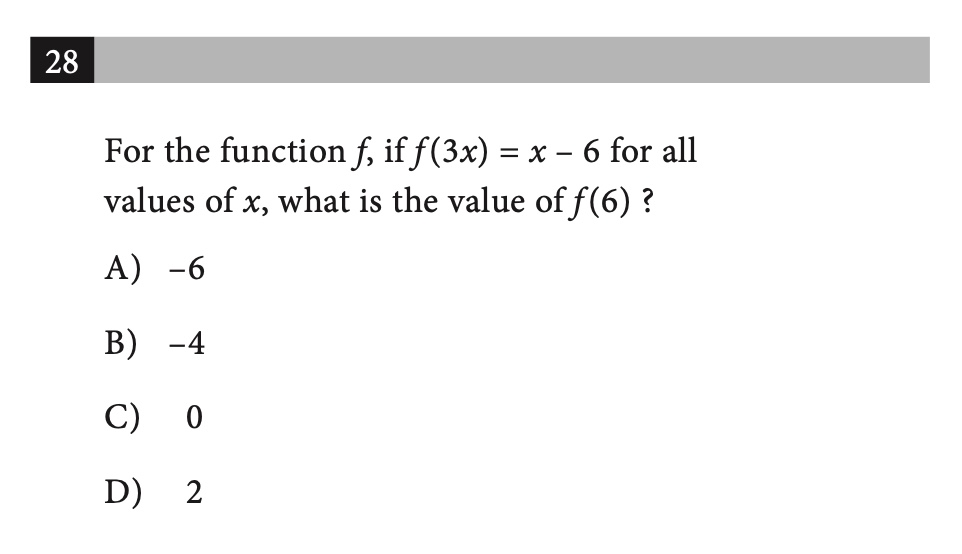 28
For the function f, if f(3x) = x – 6 for all
values of x, what is the value of f(6) ?
A) –6
B) –4
C) 0
D) 2